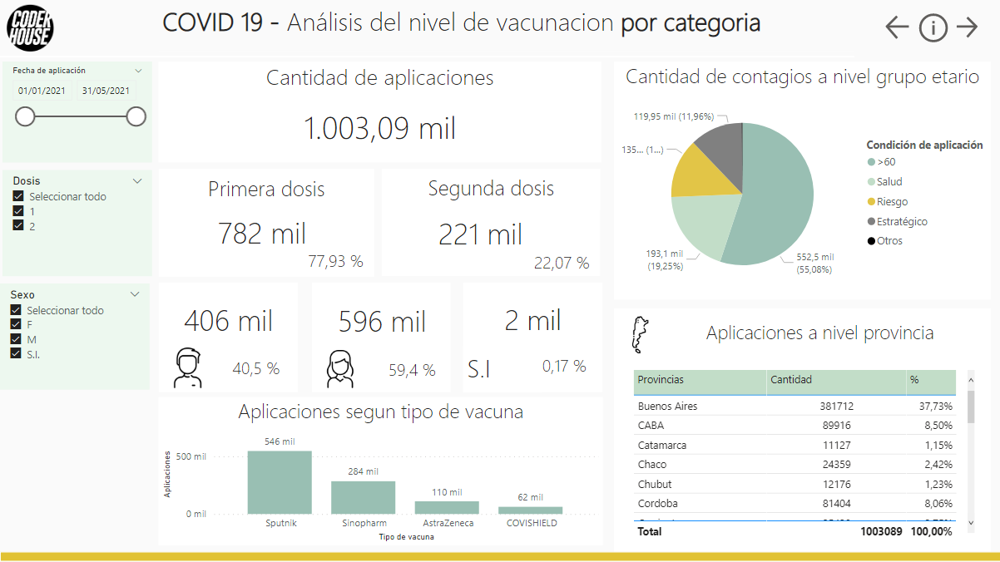 CODER
HOUSE
COVID 19 - Análisis del nivel de vacunacion por categoria
Fecha de aplicación
01/01/2021 31/05/2021
Dosis
Seleccionar todo
1
2
Sexo
Seleccionar todo
F
M
S.I.
Cantidad de aplicaciones
1.003,09 mil
Primera dosis
782 mil
77,93 %
Segunda dosis
221 mil
22,07 %
406 mil
40,5 %
596 mil
59,4 %
2 mil
S.I
0,17 %
Aplicaciones segun tipo de vacuna
Aplicaciones
500 mil
0 mil
546 mil
284 mil
110 mil
62 mil
Sputnik Sinopharm AstraZeneca COVISHIELD
Tipo de vacuna
Cantidad de contagios a nivel grupo etario
119,95 mil (11,96%)
135... (1...)
193,1 mil
(19,25%)
552,5 mil
(55,08%)
Condición de aplicación
>60
Salud
Riesgo
Estratégico
Otros
Aplicaciones a nivel provincia
Provincias Cantidad %
Buenos Aires 381712 37,73%
CABA 89916 8,50%
Catamarca 11127 1,15%
Chaco 24359 2,42%
Chubut 12176 1,23%
Cordoba 81404 8,06%
Total 1003089 100,00%